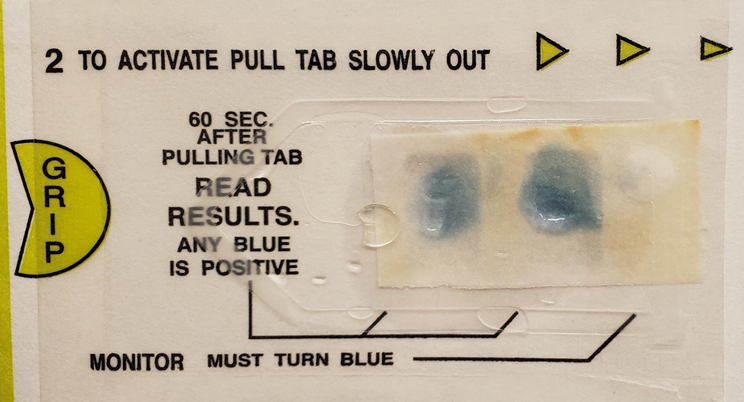 2 TO ACTIVATE PULL TAB SLOWLY OUT
GRIP
60 SEC.
AFTER
PULLING TAB
READ
RESULTS.
ANY BLUE
IS POSITIVE
MONITOR MUST TURN BLUE